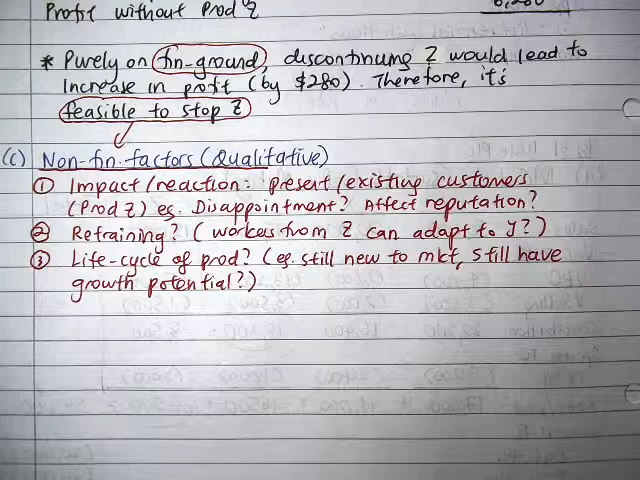 Profit without Prod Z
* Purely on fin-ground, discontinuing Z would lead to
increase in profit (by $280). Therefore, it's
feasible to stop Z
(c) Non-fin. factors (Qualitative)
① Impact/reaction: present/existing customers
(Prod Z) eg. Disappointment? Affect reputation?
② Retraining? (workers from Z can adapt to Y?)
③ Life-cycle of prod? (eg. still new to mkt, still have
growth potential?)